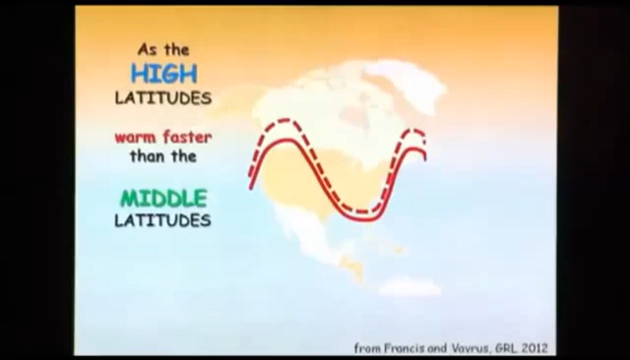 As the
HIGH
LATITUDES
warm faster
than the
MIDDLE
LATITUDES
from Francis and Vavrus, GRL 2012